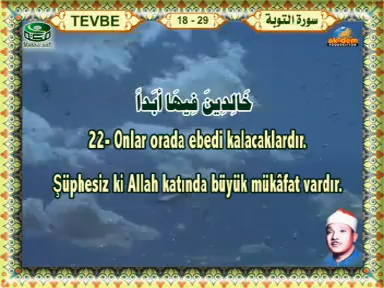 TEVBE
18 - 29
سورة التوبة
akdem
خَالِدِينَ فِيهَا أَبَداً
22- Onlar orada ebedi kalacaklardır.
Şüphesiz ki Allah katında büyük mükâfat vardır.